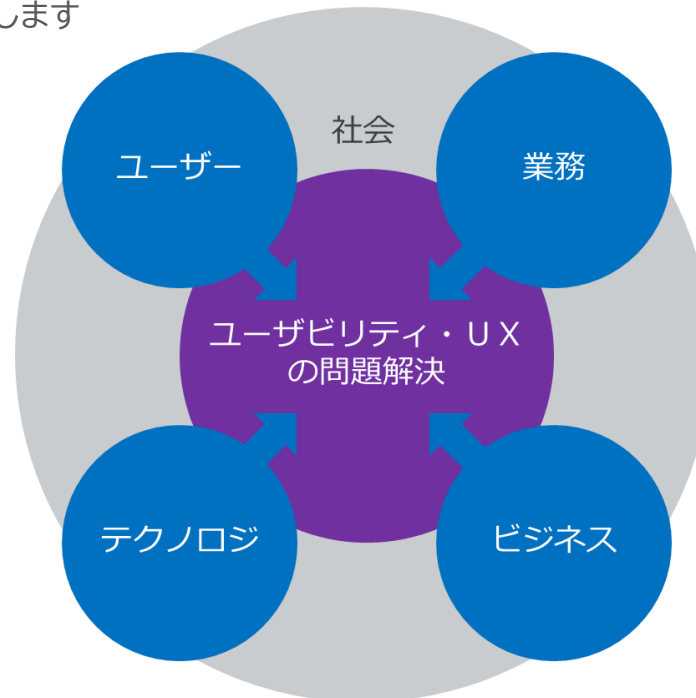 します
社会
ユーザー
業務
ユーザビリティ・ＵＸ
の問題解決
テクノロジ
ビジネス